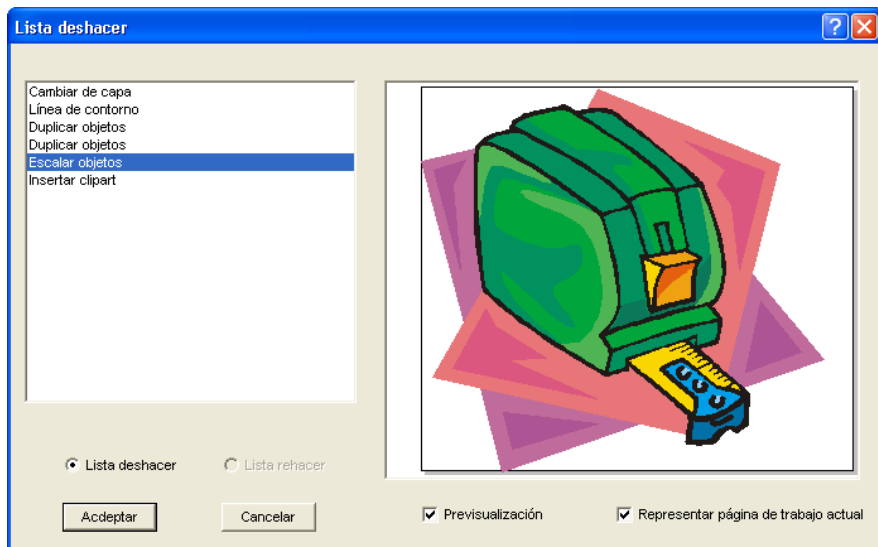 Lista deshacer
Cambiar de capa
Línea de contorno
Duplicar objetos
Duplicar objetos
Escalar objetos
Insertar clipart
Lista deshacer
Lista rehacer
Acdeptar
Cancelar
Previsualización
Representar página de trabajo actual